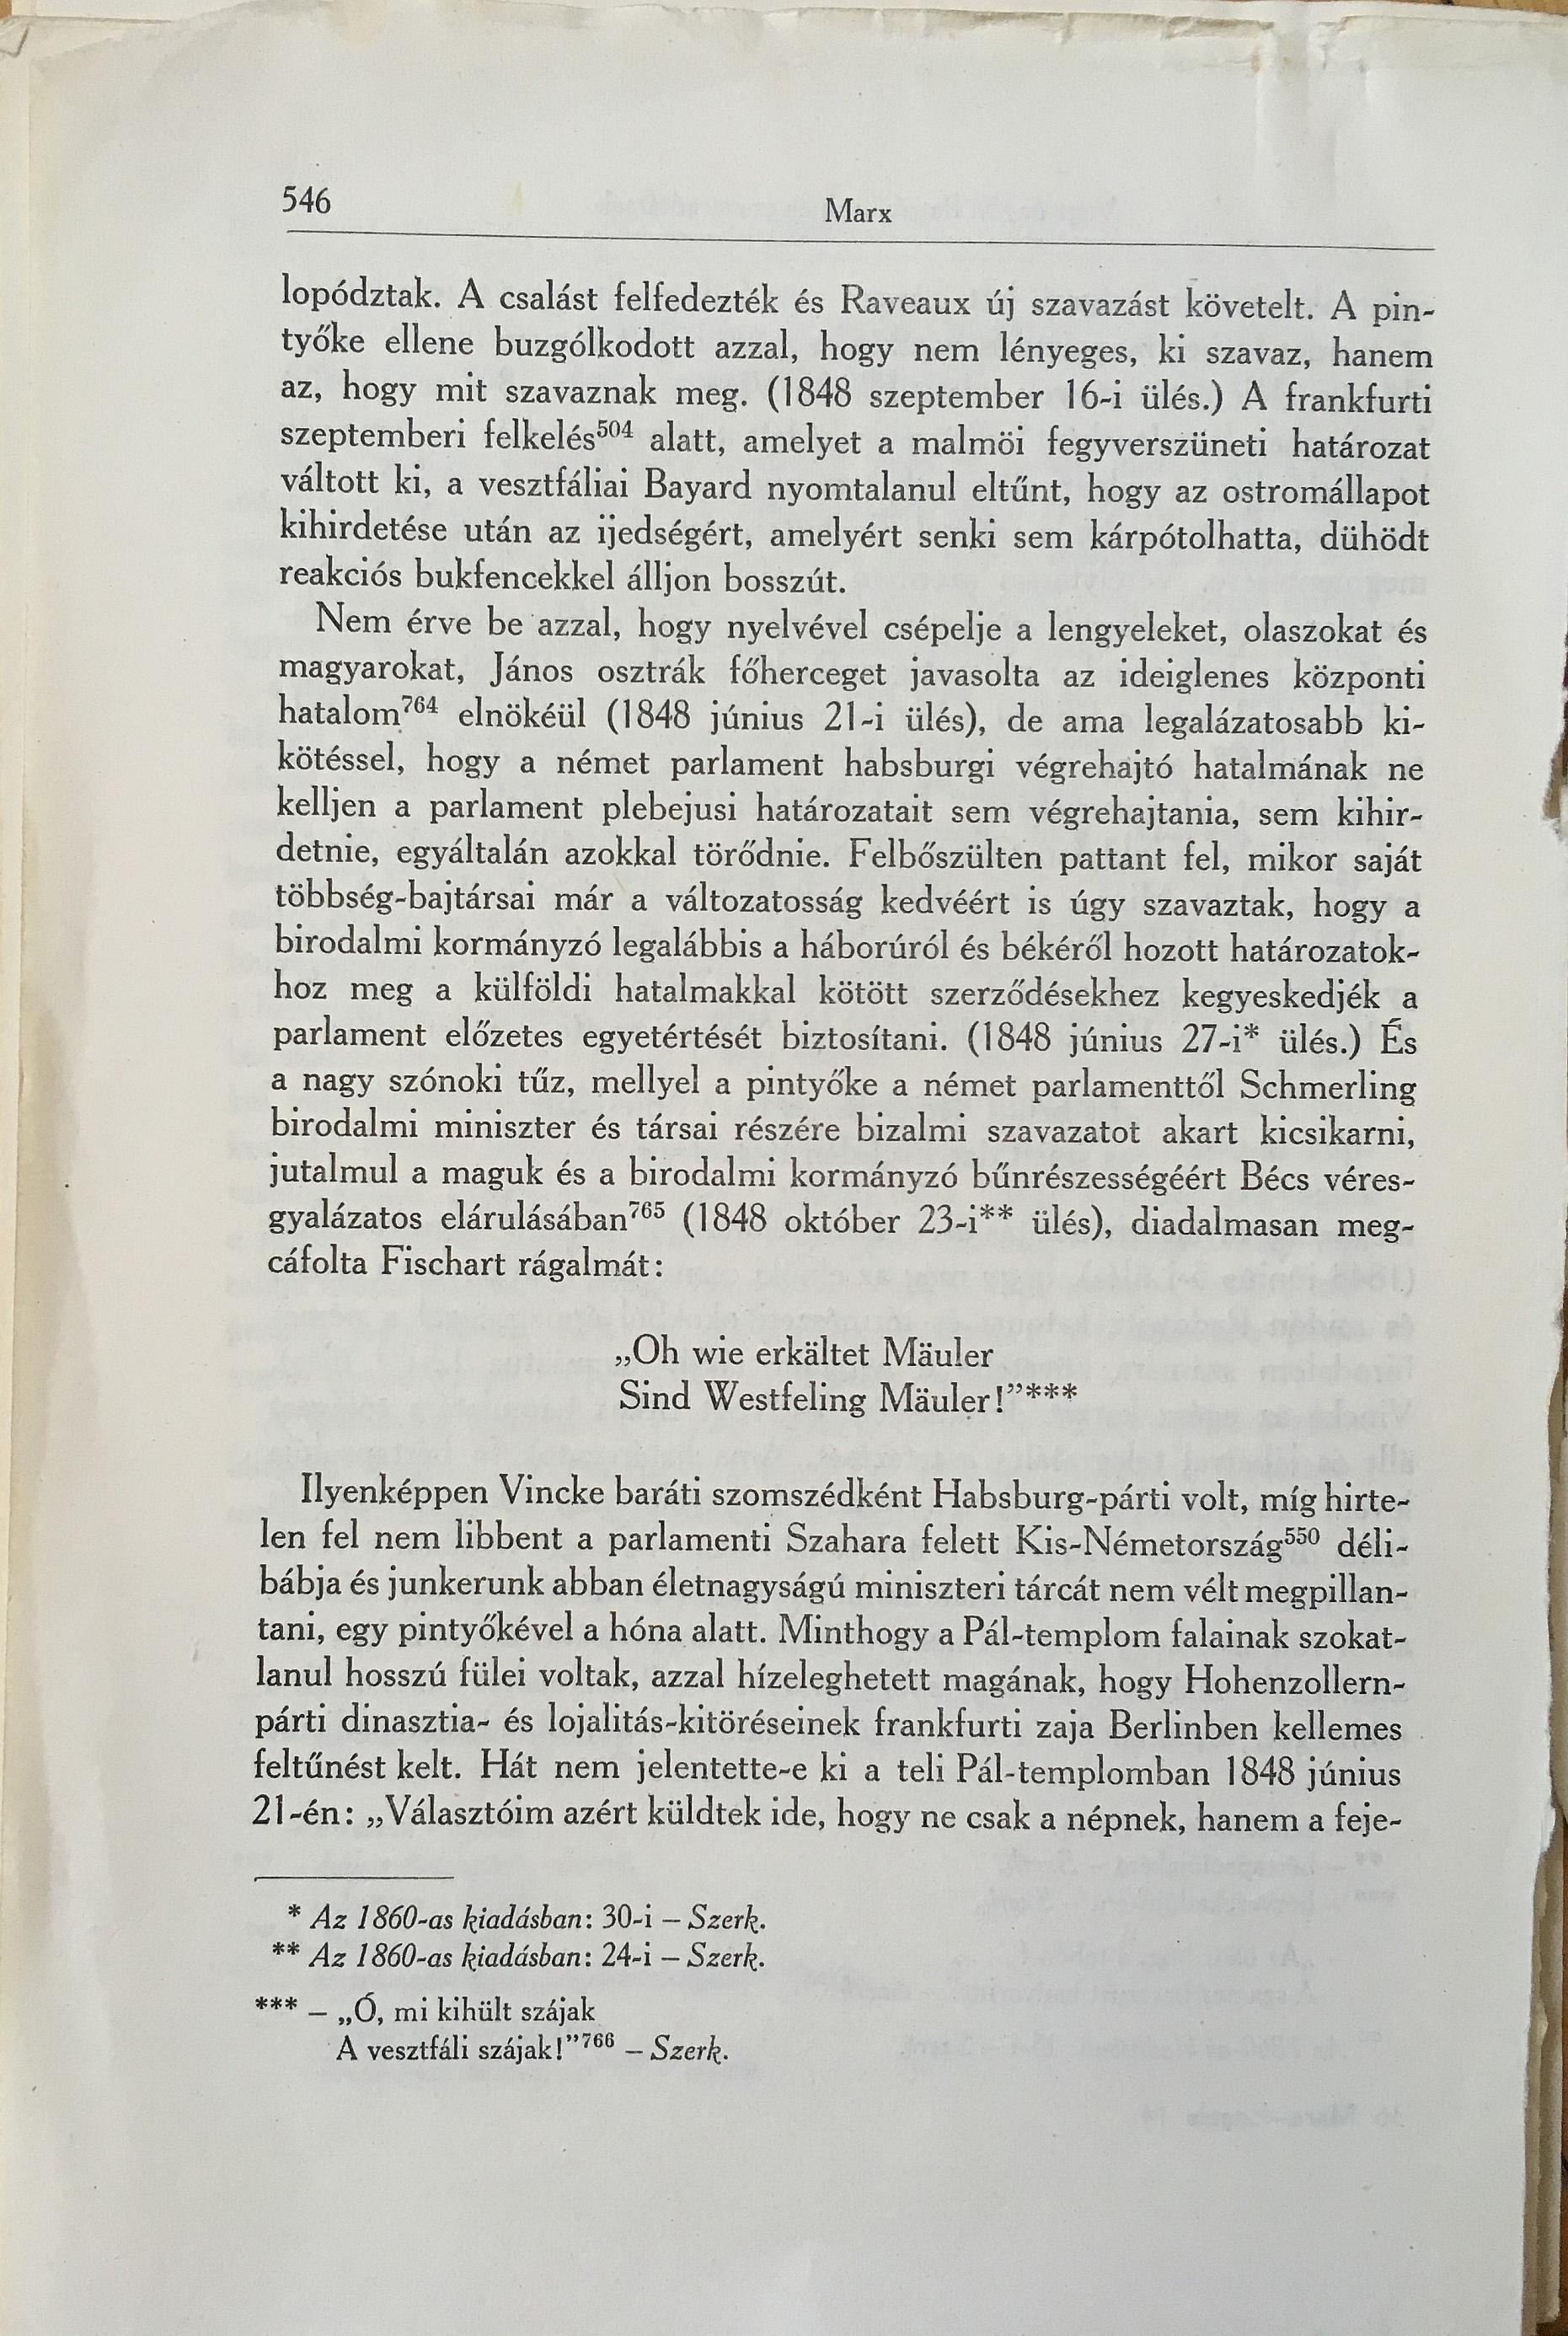 546
Marx
lopództak. A csalást felfedezték és Raveaux új szavazást követelt. A pin-
tyőke ellene buzgólkodott azzal, hogy nem lényeges, ki szavaz, hanem
az, hogy mit szavaznak meg. (1848 szeptember 16-i ülés.) A frankfurti
szeptemberi felkelés⁵⁰⁴ alatt, amelyet a malmöi fegyverszüneti határozat
váltott ki, a vesztfáliai Bayard nyomtalanul eltűnt, hogy az ostromállapot
kihirdetése után az ijedségért, amelyért senki sem kárpótolhatta, dühödt
reakciós bukfencekkel álljon bosszút.
Nem érve be azzal, hogy nyelvével csépelje a lengyeleket, olaszokat és
magyarokat, János osztrák főherceget javasolta az ideiglenes központi
hatalom⁷⁶⁴ elnökéül (1848 június 21-i ülés), de ama legalázatosabb ki-
kötéssel, hogy a német parlament habsburgi végrehajtó hatalmának ne
kelljen a parlament plebejusi határozatait sem végrehajtania, sem kihir-
detnie, egyáltalán azokkal törődnie. Felbőszülten pattant fel, mikor saját
többség-bajtársai már a változatosság kedvéért is úgy szavaztak, hogy a
birodalmi kormányzó legalábbis a háborúról és békéről hozott határozatok-
hoz meg a külföldi hatalmakkal kötött szerződésekhez kegyeskedjék a
parlament előzetes egyetértését biztosítani. (1848 június 27-i* ülés.) És
a nagy szónoki tűz, mellyel a pintyőke a német parlamenttől Schmerling
birodalmi miniszter és társai részére bizalmi szavazatot akart kicsikarni,
jutalmul a maguk és a birodalmi kormányzó bűnrészességéért Bécs véres-
gyalázatos elárulásában⁷⁶⁵ (1848 október 23-i** ülés), diadalmasan meg-
cáfolta Fischart rágalmát:
„Oh wie erkältet Mäuler
Sind Westfeling Mäuler!”***
Ilyenképpen Vincke baráti szomszédként Habsburg-párti volt, míg hirte-
len fel nem libbent a parlamenti Szahara felett Kis-Németország⁵⁵⁰ déli-
bábja és junkerunk abban életnagyságú miniszteri tárcát nem vélt megpillan-
tani, egy pintyőkével a hóna alatt. Minthogy a Pál-templom falainak szokat-
lanul hosszú fülei voltak, azzal hízeleghetett magának, hogy Hohenzollern-
párti dinasztia- és lojalitás-kitöréseinek frankfurti zaja Berlinben kellemes
feltűnést kelt. Hát nem jelentette-e ki a teli Pál-templomban 1848 június
21-én: „Választóim azért küldtek ide, hogy ne csak a népnek, hanem a feje-
* Az 1860-as kiadásban: 30-i – Szerk.
** Az 1860-as kiadásban: 24-i – Szerk.
*** – „Ó, mi kihült szájak
A vesztfáli szájak!”⁷⁶⁶ – Szerk.